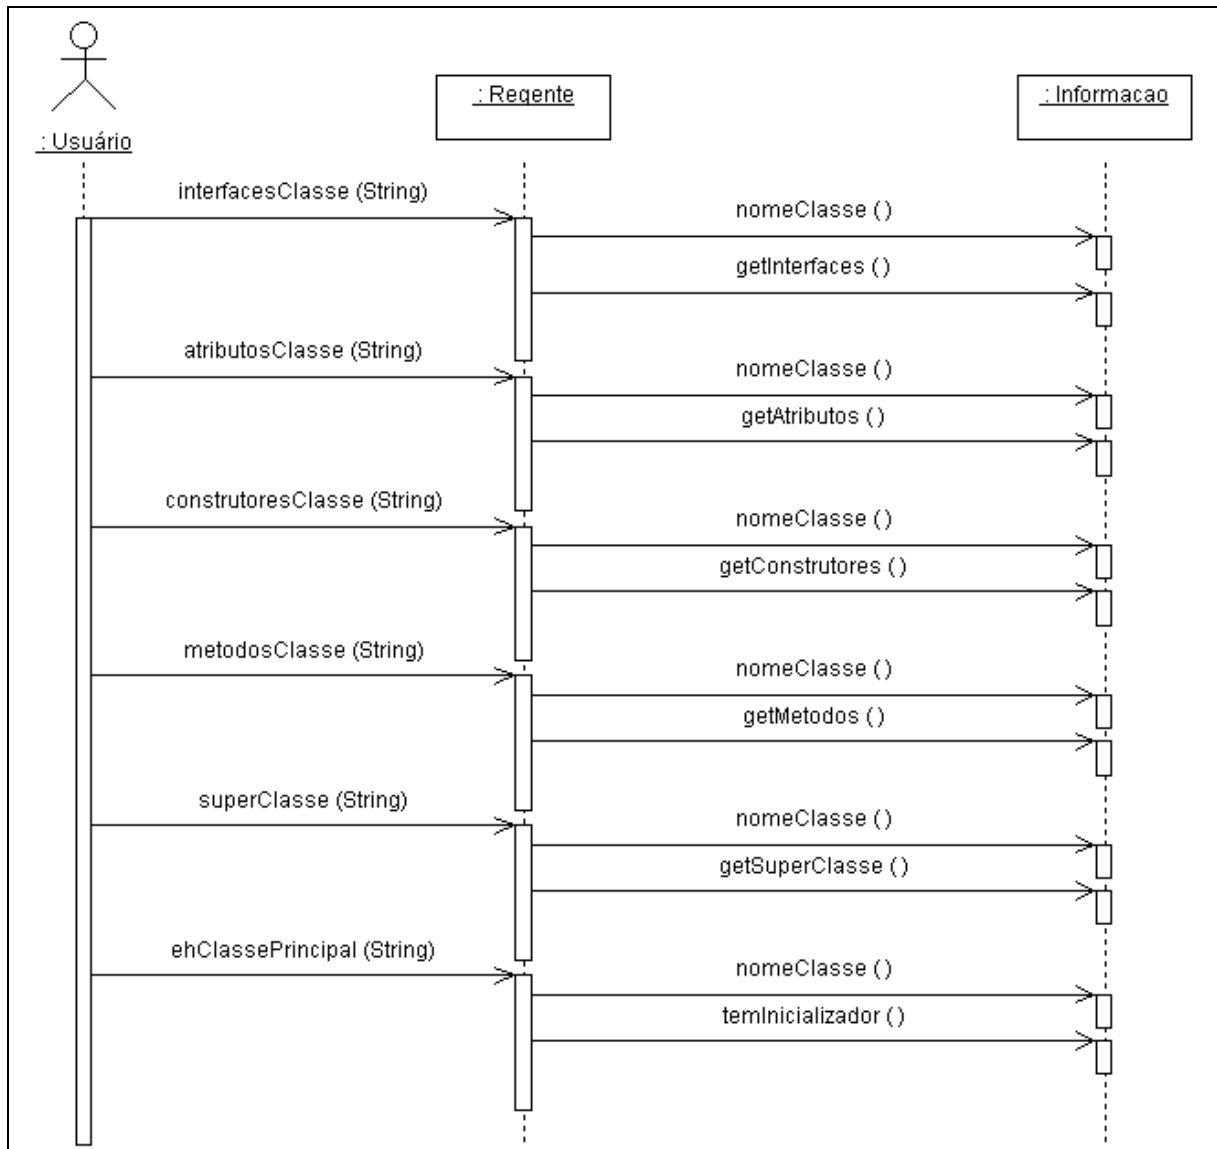 : Usuário
: Regente
: Informacao
interfacesClasse (String)
nomeClasse ( )
getInterfaces ( )
atributosClasse (String)
nomeClasse ( )
getAtributos ( )
construtoresClasse (String)
nomeClasse ( )
getConstrutores ( )
metodosClasse (String)
nomeClasse ( )
getMetodos ( )
superClasse (String)
nomeClasse ( )
getSuperClasse ( )
ehClassePrincipal (String)
nomeClasse ( )
temInicializador ( )